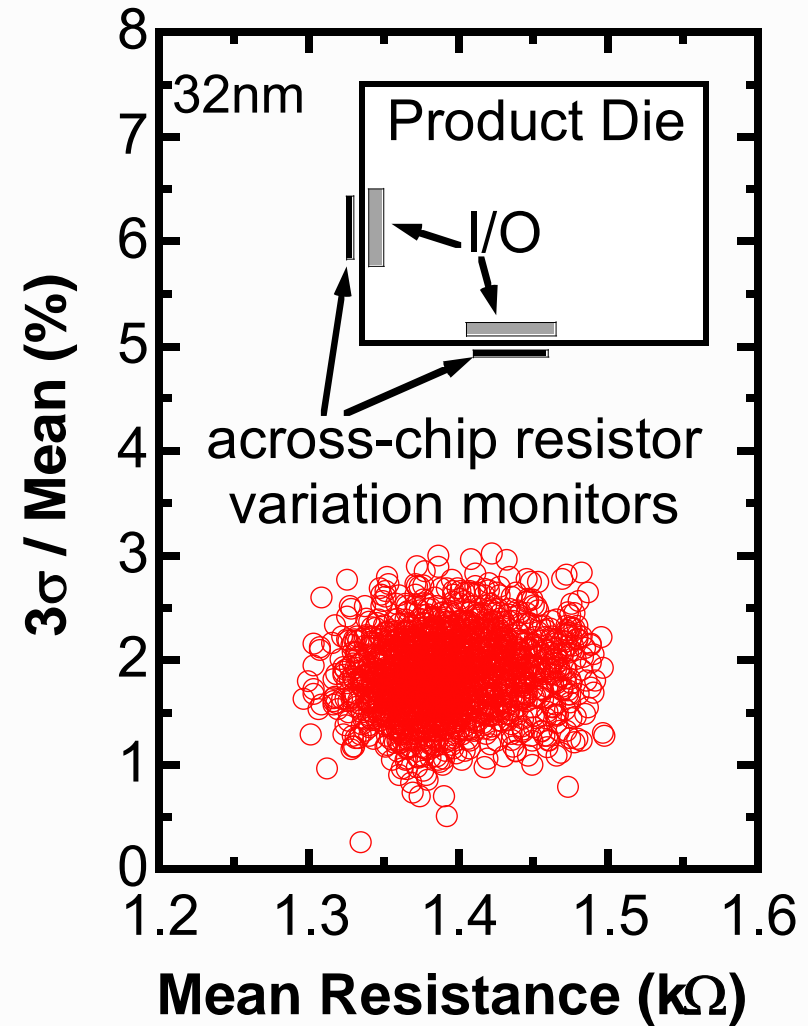 8
7
6
5
4
3
2
1
0
3σ / Mean (%)
32nm
Product Die
I/O
across-chip resistor
variation monitors
1.2 1.3 1.4 1.5 1.6
Mean Resistance (kΩ)